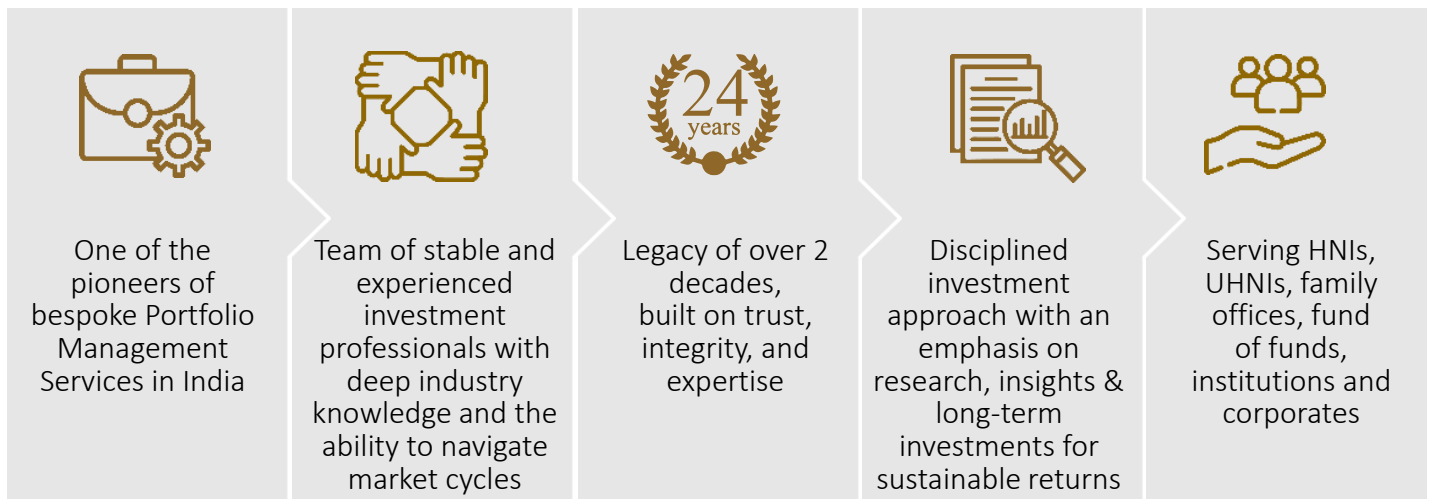 24
years
One of the
pioneers of
bespoke Portfolio
Management
Services in India
Team of stable and
experienced
investment
professionals with
deep industry
knowledge and the
ability to navigate
market cycles
Legacy of over 2
decades,
built on trust,
integrity, and
expertise
Disciplined
investment
approach with an
emphasis on
research, insights &
long-term
investments for
sustainable returns
Serving HNIs,
UHNIs, family
offices, fund
of funds,
institutions and
corporates